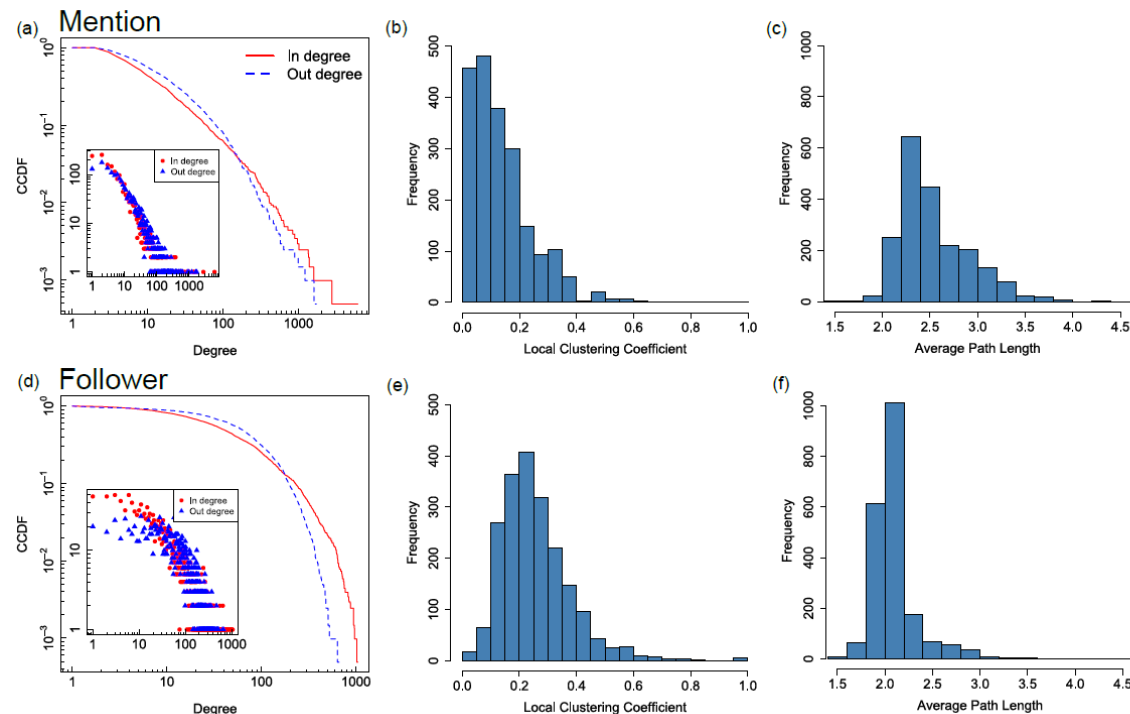 (a) Mention
10^0
10^-1
10^-2
10^-3
CCDF
1 10 100 1000
Degree
In degree
Out degree
100
10
1
1 10 100 1000
In degree
Out degree
(b)
500
400
300
200
100
0
Frequency
0.0 0.2 0.4 0.6 0.8 1.0
Local Clustering Coefficient
(c)
1000
800
600
400
200
0
Frequency
1.5 2.0 2.5 3.0 3.5 4.0 4.5
Average Path Length
(d) Follower
10^0
10^-1
10^-2
10^-3
CCDF
1 10 100 1000
Degree
10
1
1 10 100 1000
In degree
Out degree
(e)
500
400
300
200
100
0
Frequency
0.0 0.2 0.4 0.6 0.8 1.0
Local Clustering Coefficient
(f)
1000
800
600
400
200
0
Frequency
1.5 2.0 2.5 3.0 3.5 4.0 4.5
Average Path Length